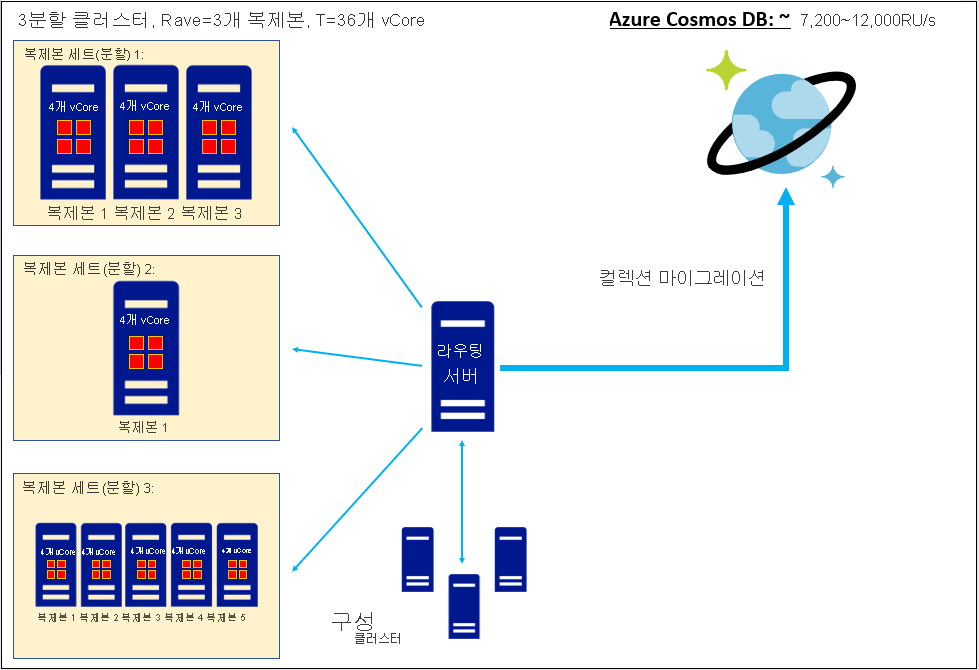 3분할 클러스터, Rave=3개 복제본, T=36개 vCore
Azure Cosmos DB: ~ 7,200~12,000RU/s
복제본 세트(분할) 1:
4개 vCore 4개 vCore 4개 vCore
복제본 1 복제본 2 복제본 3
컬렉션 마이그레이션
복제본 세트(분할) 2:
4개 vCore
복제본 1
라우팅
서버
복제본 세트(분할) 3:
4개 uCore 4개 uCore 4개 uCore 4개 uCore 4개 uCore
복제본 1 복제본 2 복제본 3 복제본 4 복제본 5
구성
클러스터